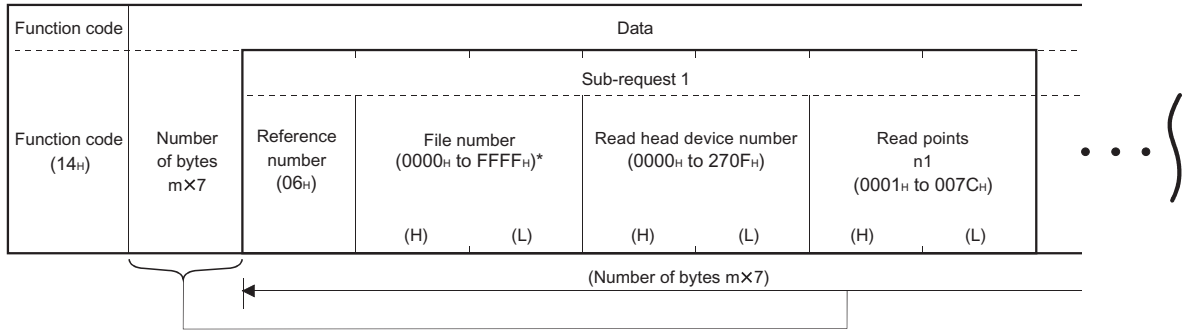 Function code
Data
Sub-request 1
Function code
(14H)
Number
of bytes
m×7
Reference
number
(06H)
File number
(0000H to FFFFH)*
(H) (L)
Read head device number
(0000H to 270FH)
(H) (L)
Read points
n1
(0001H to 007CH)
(H) (L)
(Number of bytes m×7)